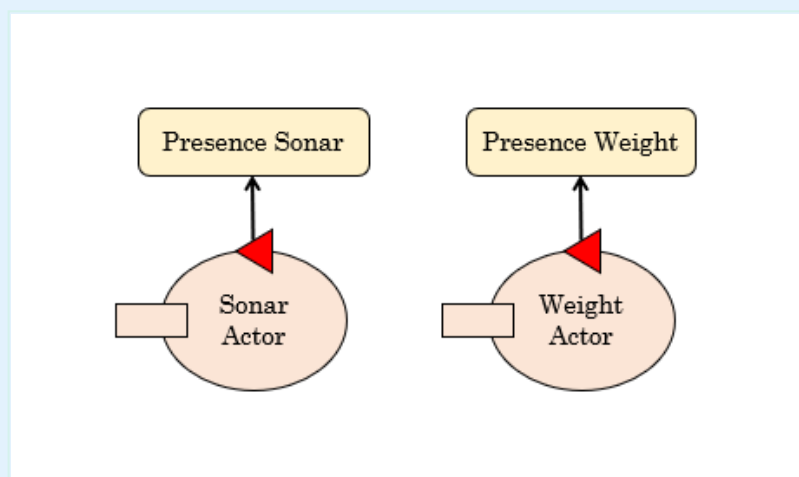 Presence Sonar
Presence Weight
Sonar
Actor
Weight
Actor